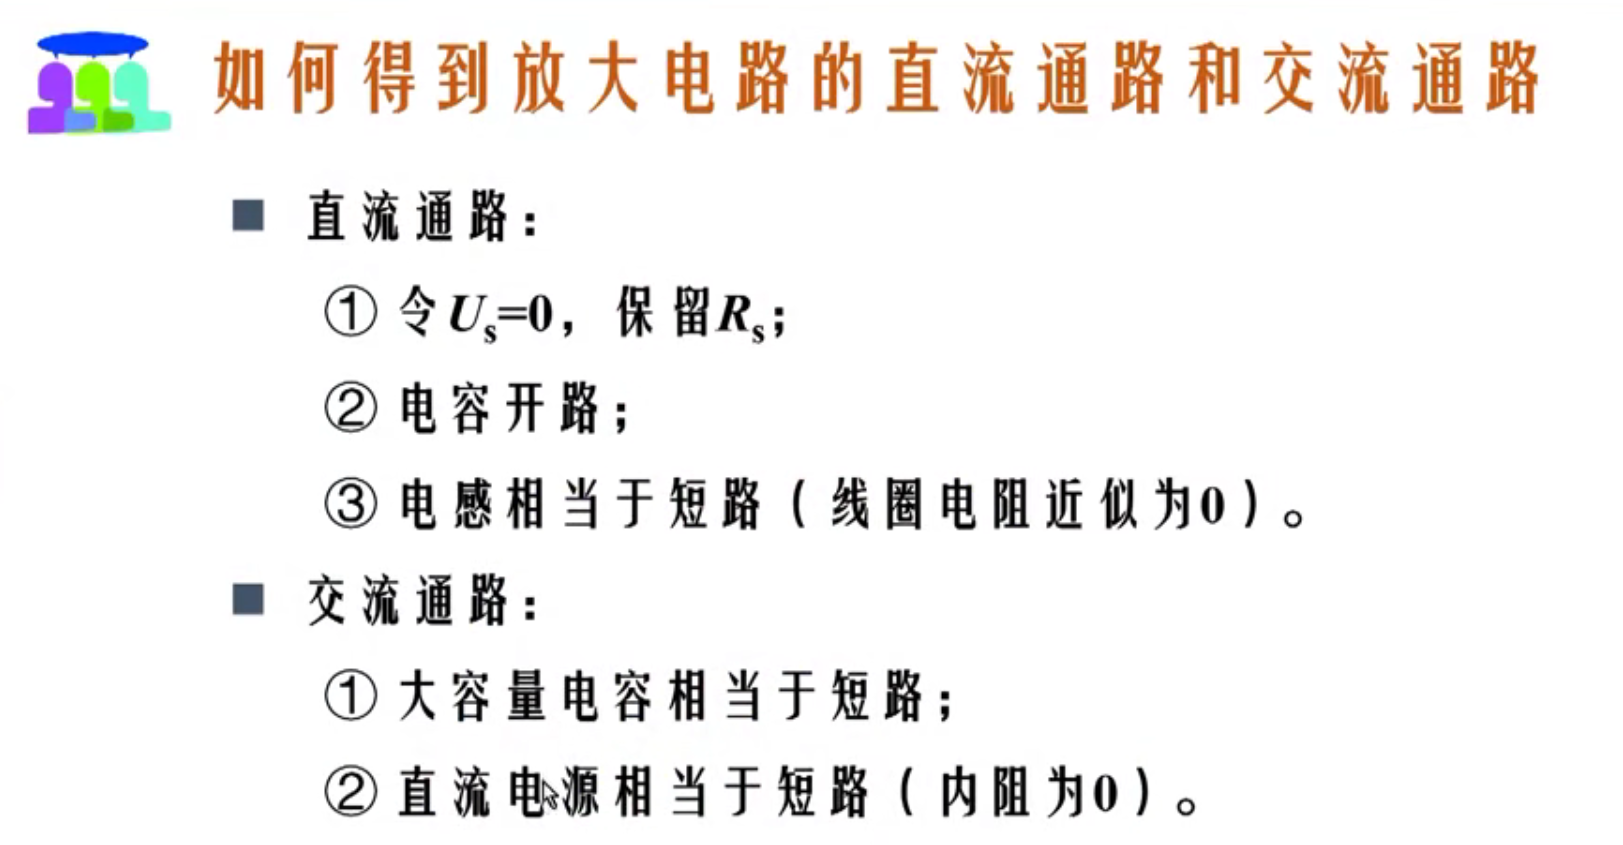 如何得到放大电路的直流通路和交流通路
直流通路：
① 令Us=0，保留Rs；
② 电容开路；
③ 电感相当于短路（线圈电阻近似为0）。
交流通路：
① 大容量电容相当于短路；
② 直流电源相当于短路（内阻为0）。